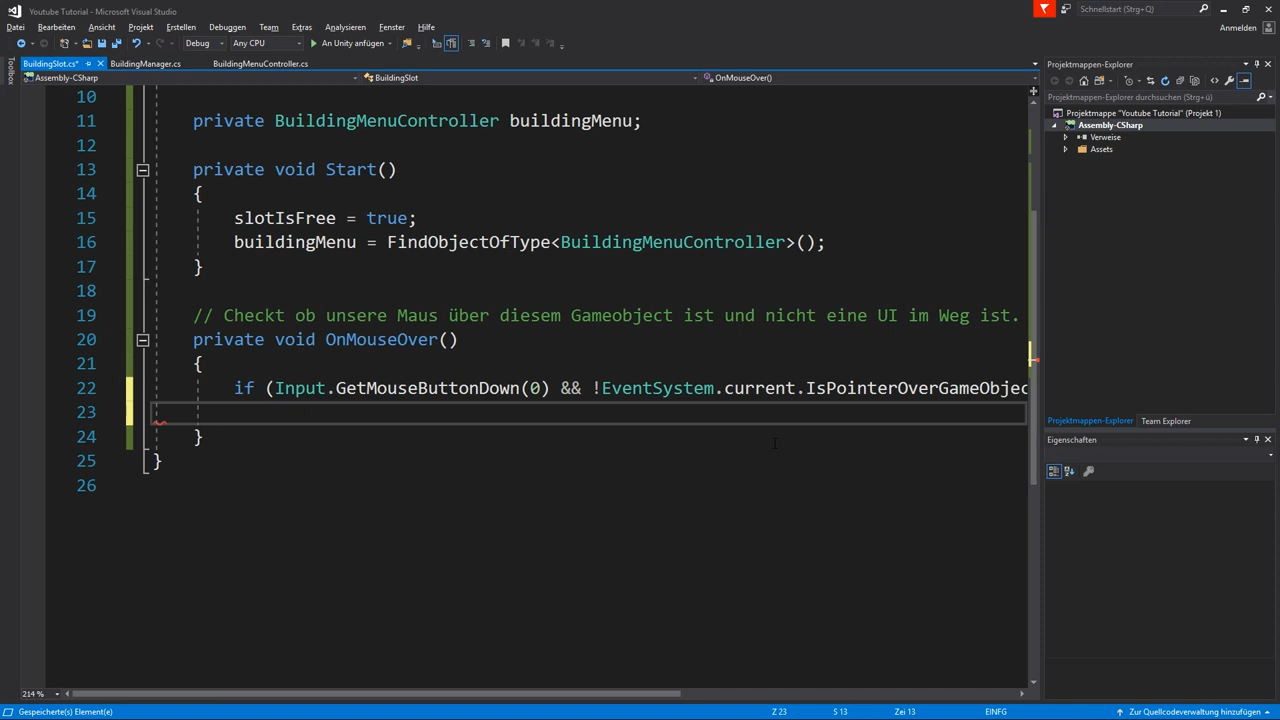 Youtube Tutorial - Microsoft Visual Studio
Schnellstart (Strg+Q)
Datei Bearbeiten Ansicht Projekt Erstellen Debuggen Team Extras Analysieren Fenster Hilfe
Anmelden
Debug Any CPU An Unity anfügen
Toolbox
BuildingSlot.cs* BuildingManager.cs BuildingMenuController.cs
Assembly-CSharp BuildingSlot OnMouseOver()
10
11 private BuildingMenuController buildingMenu;
12
13 private void Start()
14 {
15 slotIsFree = true;
16 buildingMenu = FindObjectOfType<BuildingMenuController>();
17 }
18
19 // Checkt ob unsere Maus über diesem Gameobject ist und nicht eine UI im Weg ist.
20 private void OnMouseOver()
21 {
22 if (Input.GetMouseButtonDown(0) && !EventSystem.current.IsPointerOverGameObjec
23
24 }
25 }
26
214 %
Projektmappen-Explorer
Projektmappen-Explorer durchsuchen (Strg+ü)
Projektmappe "Youtube Tutorial" (Projekt 1)
Assembly-CSharp
Verweise
Assets
Projektmappen-Explorer Team Explorer
Eigenschaften
Gespeicherte(s) Element(e) Z 23 S 13 Zei 13 EINFG Zur Quellcodeverwaltung hinzufügen